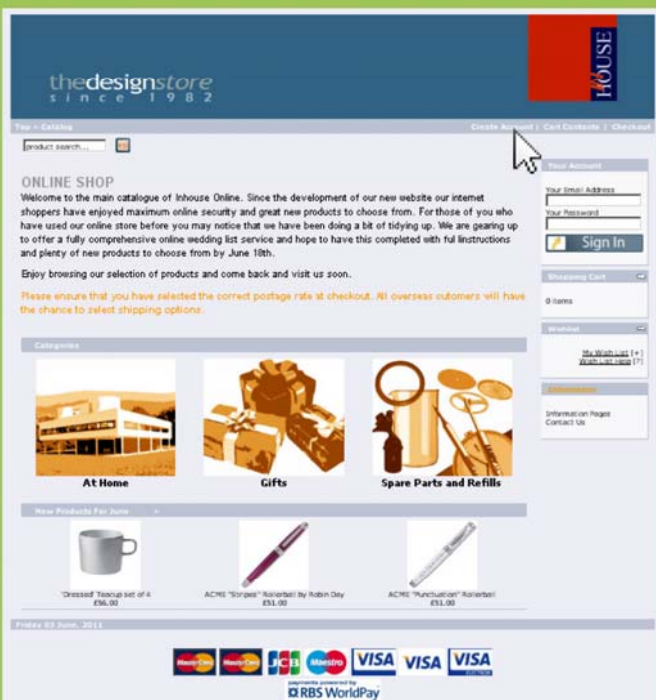 thedesignstore
since 1982
inHOUSE
Top » Catalog
Create Account | Cart Contents | Checkout
product search...
Your Account
ONLINE SHOP
Welcome to the main catalogue of Inhouse Online. Since the development of our new website our internet
shoppers have enjoyed maximum online security and great new products to choose from. For those of you who
have used our online store before you may notice that we have been doing a bit of tidying up. We are gearing up
to offer a fully comprehensive online wedding list service and hope to have this completed with ful linstructions
and plenty of new products to choose from by June 18th.
Enjoy browsing our selection of products and come back and visit us soon.
Please ensure that you have selected the correct postage rate at checkout. All overseas cutomers will have
the chance to select shipping options.
Your Email Address
Your Password
Sign In
Shopping Cart
0 items
Wishlist
My Wish List [+]
Wish List Help [?]
Information
Information Pages
Contact Us
Categories
At Home
Gifts
Spare Parts and Refills
New Products For June
'Dressed' Teacup set of 4
£56.00
ACME "Stripes" Rollerball by Robin Day
£51.00
ACME "Punctuation" Rollerball
£51.00
Friday 03 June, 2011
MasterCard
MasterCard
JCB
Maestro
VISA
VISA
VISA
ELECTRON
payments powered by
RBS WorldPay